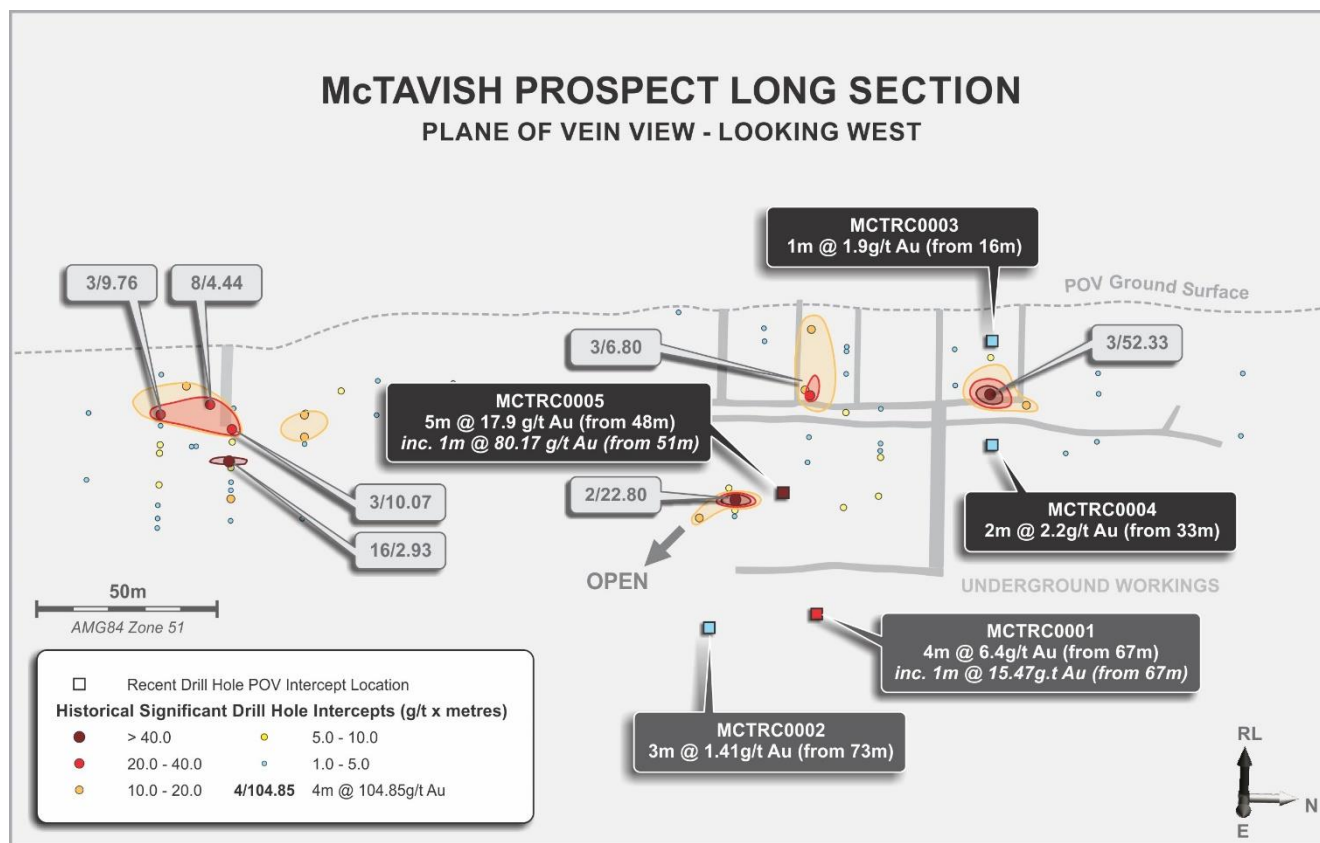 McTAVISH PROSPECT LONG SECTION
PLANE OF VEIN VIEW - LOOKING WEST
MCTRC0003
1m @ 1.9g/t Au (from 16m)
3/9.76
8/4.44
POV Ground Surface
3/6.80
3/52.33
MCTRC0005
5m @ 17.9 g/t Au (from 48m)
inc. 1m @ 80.17 g/t Au (from 51m)
3/10.07
2/22.80
MCTRC0004
2m @ 2.2g/t Au (from 33m)
16/2.93
OPEN
UNDERGROUND WORKINGS
50m
AMG84 Zone 51
MCTRC0001
4m @ 6.4g/t Au (from 67m)
inc. 1m @ 15.47g.t Au (from 67m)
MCTRC0002
3m @ 1.41g/t Au (from 73m)
Recent Drill Hole POV Intercept Location
Historical Significant Drill Hole Intercepts (g/t x metres)
> 40.0
5.0 - 10.0
20.0 - 40.0
1.0 - 5.0
10.0 - 20.0
4/104.85 4m @ 104.85g/t Au
RL
N
E